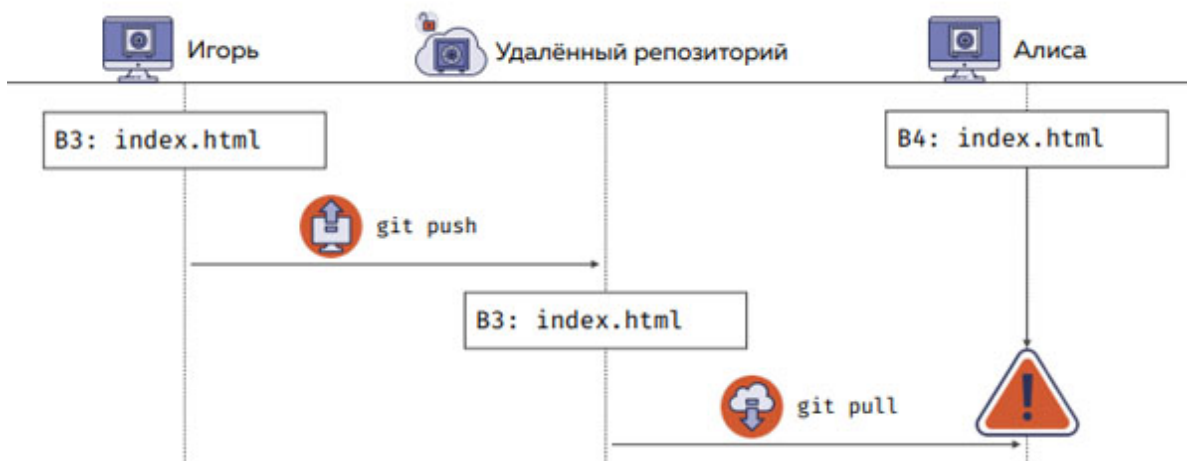 Игорь
Удалённый репозиторий
Алиса
B3: index.html
B4: index.html
git push
B3: index.html
git pull